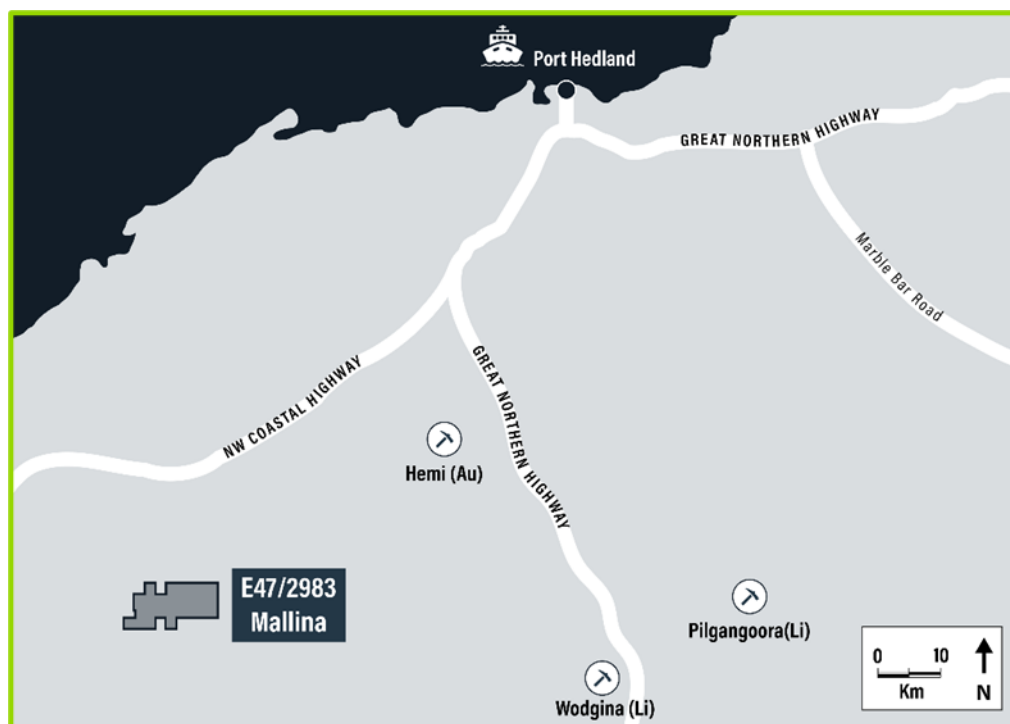 Port Hedland
GREAT NORTHERN HIGHWAY
Marble Bar Road
NW COASTAL HIGHWAY
GREAT NORTHERN HIGHWAY
Hemi (Au)
E47/2983
Mallina
Pilgangoora(Li)
Wodgina (Li)
0 10
Km
N